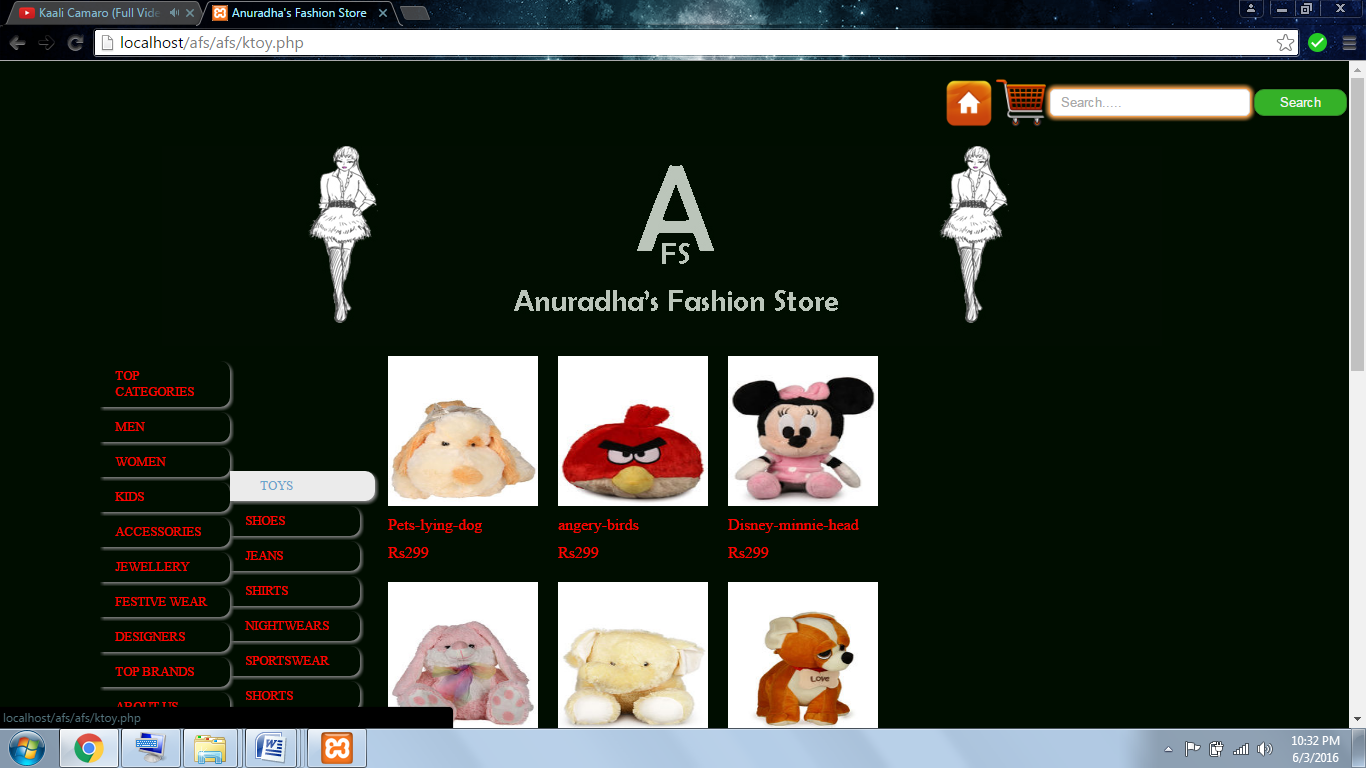 Kaali Camaro (Full Vide
Anuradha's Fashion Store
localhost/afs/afs/ktoy.php
Search.....
Search
A
FS
Anuradha's Fashion Store
TOP
CATEGORIES
MEN
WOMEN
KIDS
ACCESSORIES
JEWELLERY
FESTIVE WEAR
DESIGNERS
TOP BRANDS
ABOUT US
TOYS
SHOES
JEANS
SHIRTS
NIGHTWEARS
SPORTSWEAR
SHORTS
Pets-lying-dog
Rs299
angery-birds
Rs299
Disney-minnie-head
Rs299
Love
localhost/afs/afs/ktoy.php
10:32 PM
6/3/2016